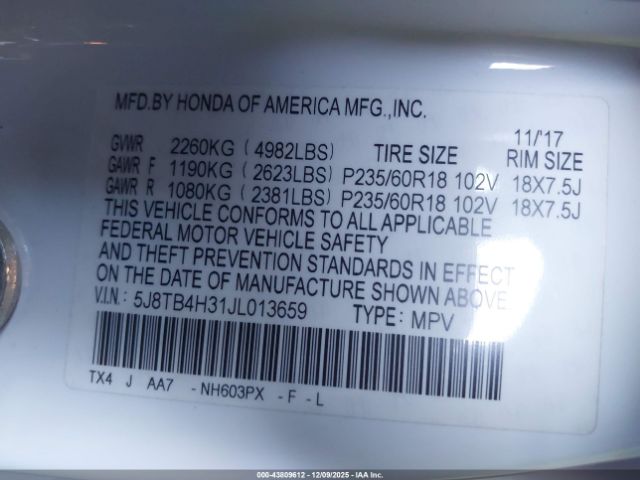 MFD.BY HONDA OF AMERICA MFG.,INC.
11/'17
GVWR 2260KG ( 4982LBS) TIRE SIZE RIM SIZE
GAWR F 1190KG ( 2623LBS) P235/60R18 102V 18X7.5J
GAWR R 1080KG ( 2381LBS) P235/60R18 102V 18X7.5J
THIS VEHICLE CONFORMS TO ALL APPLICABLE
FEDERAL MOTOR VEHICLE SAFETY
AND THEFT PREVENTION STANDARDS IN EFFECT
ON THE DATE OF MANUFACTURE SHOWN ABOVE.
V.I.N.: 5J8TB4H31JL013659 TYPE: MPV
TX4 J AA7 -NH603PX -F -L
000-43809612 - 12/09/2025 - IAA Inc.